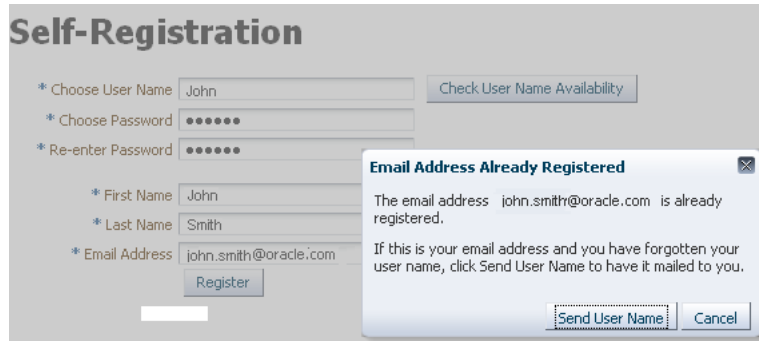 Self-Registration
* Choose User Name John Check User Name Availability
* Choose Password ●●●●●●
* Re-enter Password ●●●●●●
* First Name John
* Last Name Smith
* Email Address john.smith@oracle.com
Register
Email Address Already Registered
The email address john.smith@oracle.com is already
registered.
If this is your email address and you have forgotten your
user name, click Send User Name to have it mailed to you.
Send User Name Cancel